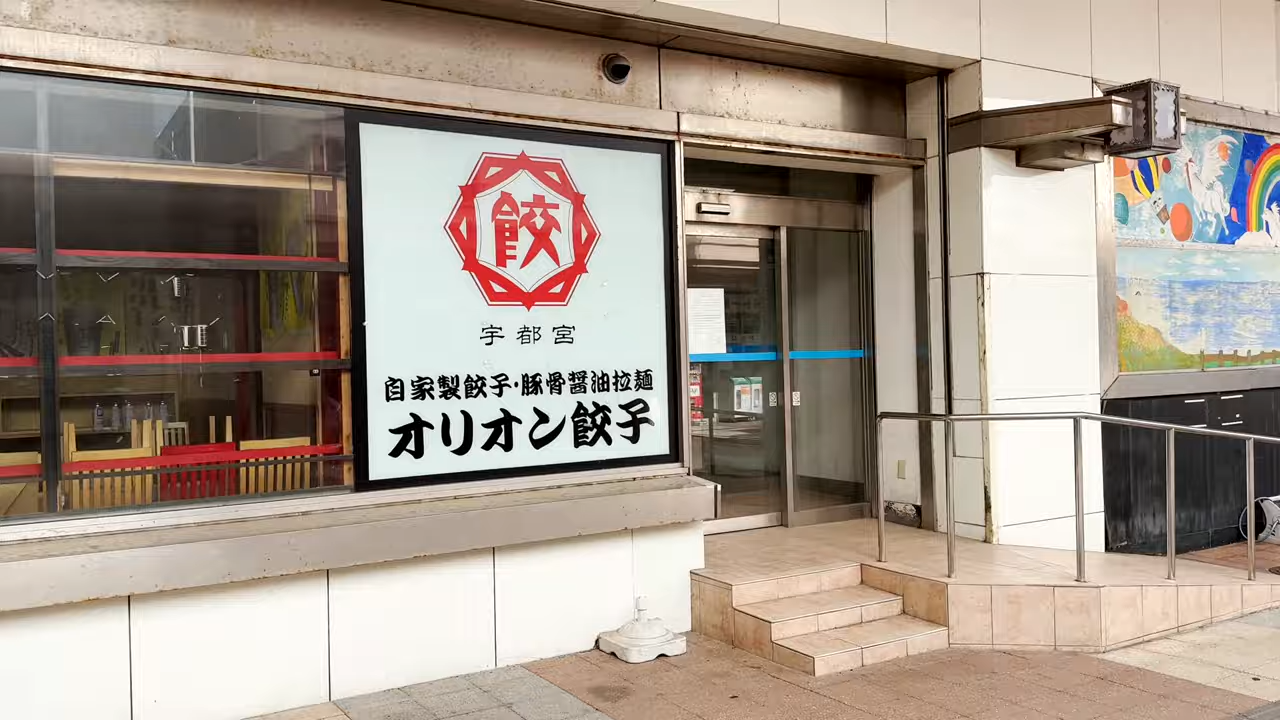 餃
宇都宮
自家製餃子・豚骨醤油拉麺
オリオン餃子